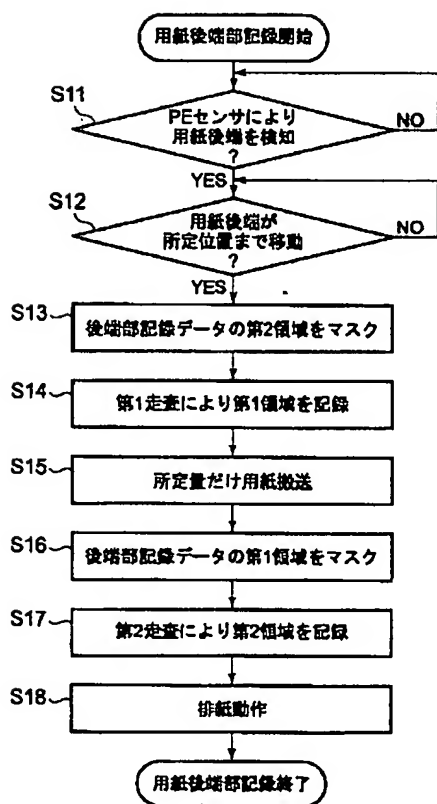 用紙後端部記録開始
S11
PEセンサにより
用紙後端を検知
?
NO
YES
S12
用紙後端が
所定位置まで移動
?
NO
YES
S13
後端部記録データの第2領域をマスク
S14
第1走査により第1領域を記録
S15
所定量だけ用紙搬送
S16
後端部記録データの第1領域をマスク
S17
第2走査により第2領域を記録
S18
排紙動作
用紙後端部記録終了